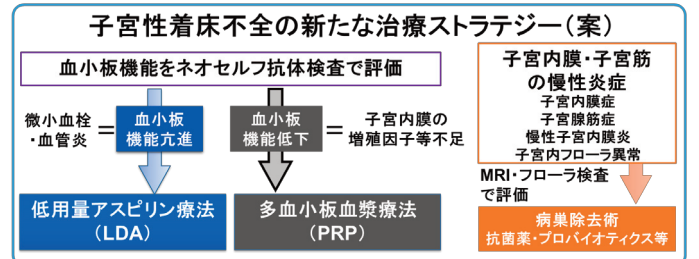 子宮性着床不全の新たな治療ストラテジー(案)
血小板機能をネオセルフ抗体検査で評価
微小血栓
・血管炎
=
血小板
機能亢進
血小板
機能低下
=
子宮内膜の
増殖因子等不足
低用量アスピリン療法
(LDA)
多血小板血漿療法
(PRP)
子宮内膜・子宮筋
の慢性炎症
子宮内膜症
子宮腺筋症
慢性子宮内膜炎
子宮内フローラ異常
MRI・フローラ検査
で評価
病巣除去術
抗菌薬・プロバイオティクス等